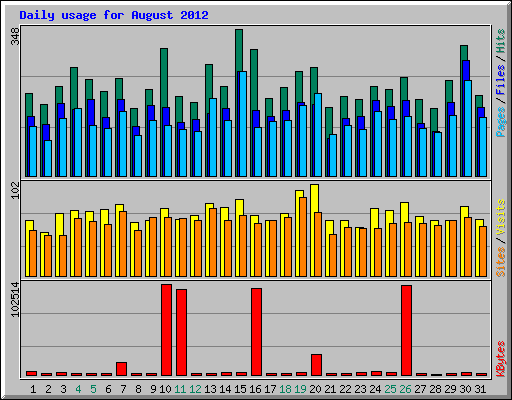 Daily usage for August 2012
348
Pages / Files / Hits
102
Sites / Visits
102514
KBytes
1 2 3 4 5 6 7 8 9 10 11 12 13 14 15 16 17 18 19 20 21 22 23 24 25 26 27 28 29 30 31